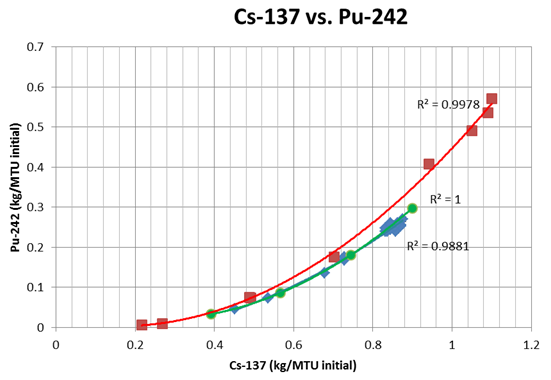 Cs-137 vs. Pu-242
0.7
0.6
0.5
0.4
0.3
0.2
0.1
0
Pu-242 (kg/MTU initial)
R² = 0.9978
R² = 1
R² = 0.9881
0 0.2 0.4 0.6 0.8 1 1.2
Cs-137 (kg/MTU initial)